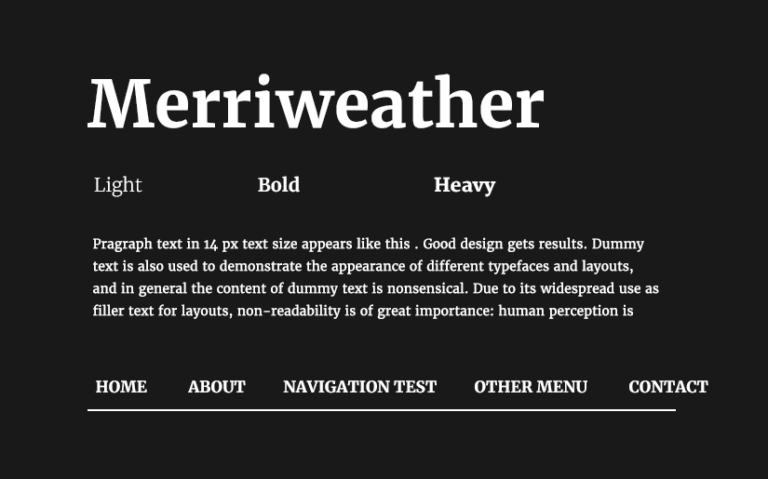 Merriweather
Light Bold Heavy
Pragraph text in 14 px text size appears like this . Good design gets results. Dummy
text is also used to demonstrate the appearance of different typefaces and layouts,
and in general the content of dummy text is nonsensical. Due to its widespread use as
filler text for layouts, non-readability is of great importance: human perception is
HOME ABOUT NAVIGATION TEST OTHER MENU CONTACT